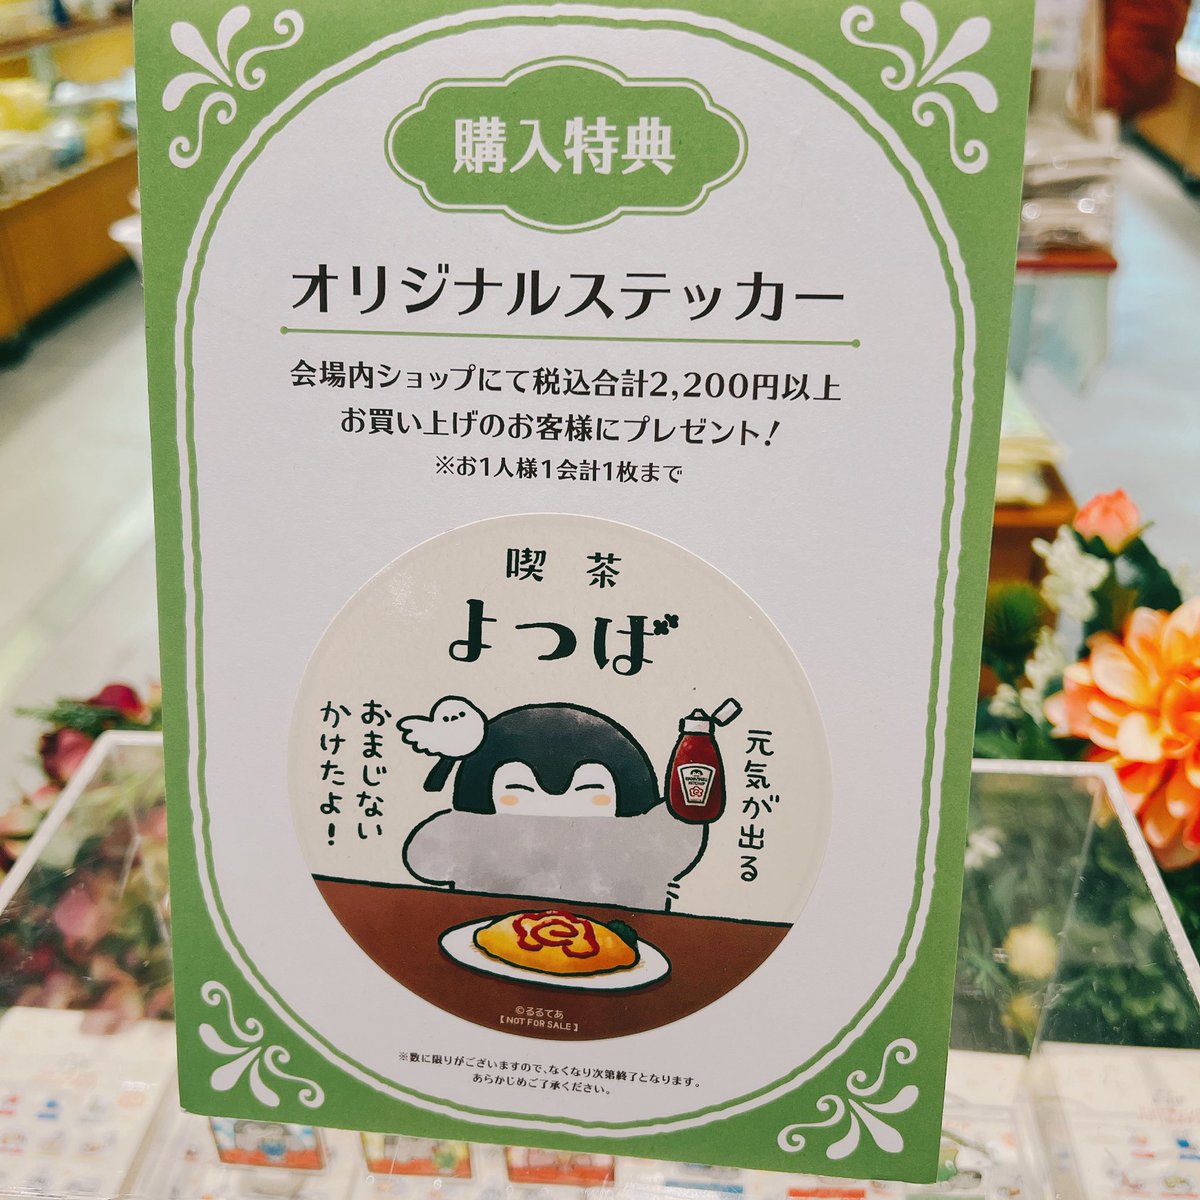 購入特典
オリジナルステッカー
会場内ショップにて税込合計2,200円以上
お買い上げのお客様にプレゼント!
※お1人様1会計1枚まで
喫茶
よつば
元気が出る
おまじない
かけたよ!
©るるてあ
【NOT FOR SALE】
※数に限りがございますので、なくなり次第終了となります。
あらかじめご了承ください。